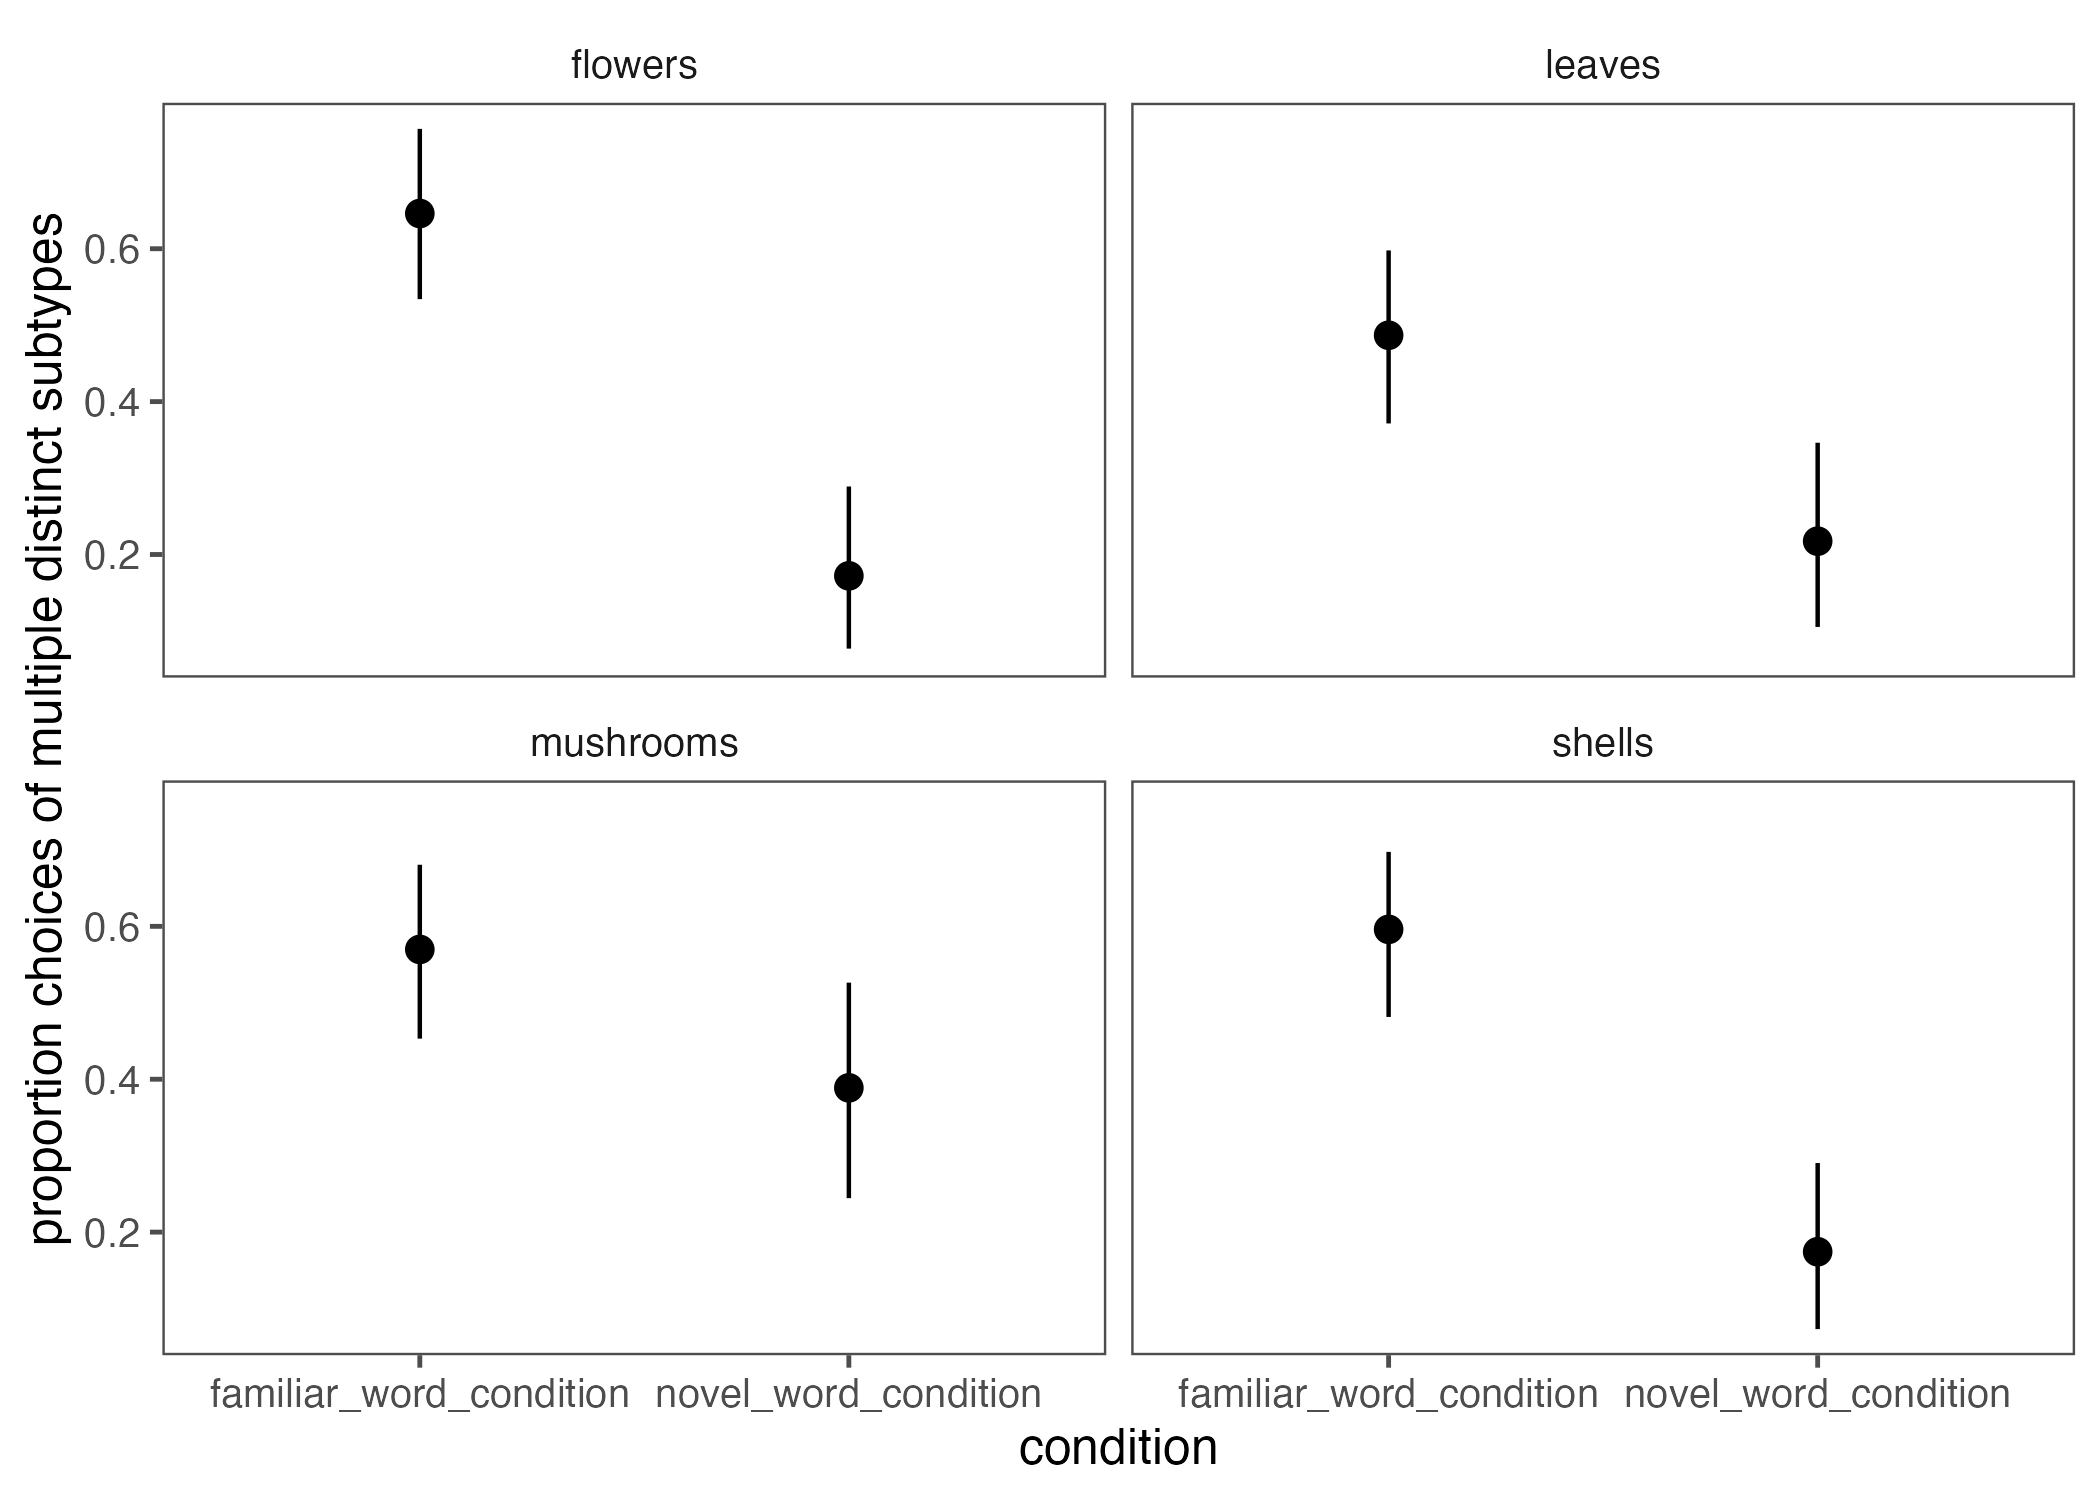 flowers
leaves
proportion choices of multiple distinct subtypes
0.6
0.4
0.2
mushrooms
shells
0.6
0.4
0.2
familiar_word_condition novel_word_condition
familiar_word_condition novel_word_condition
condition